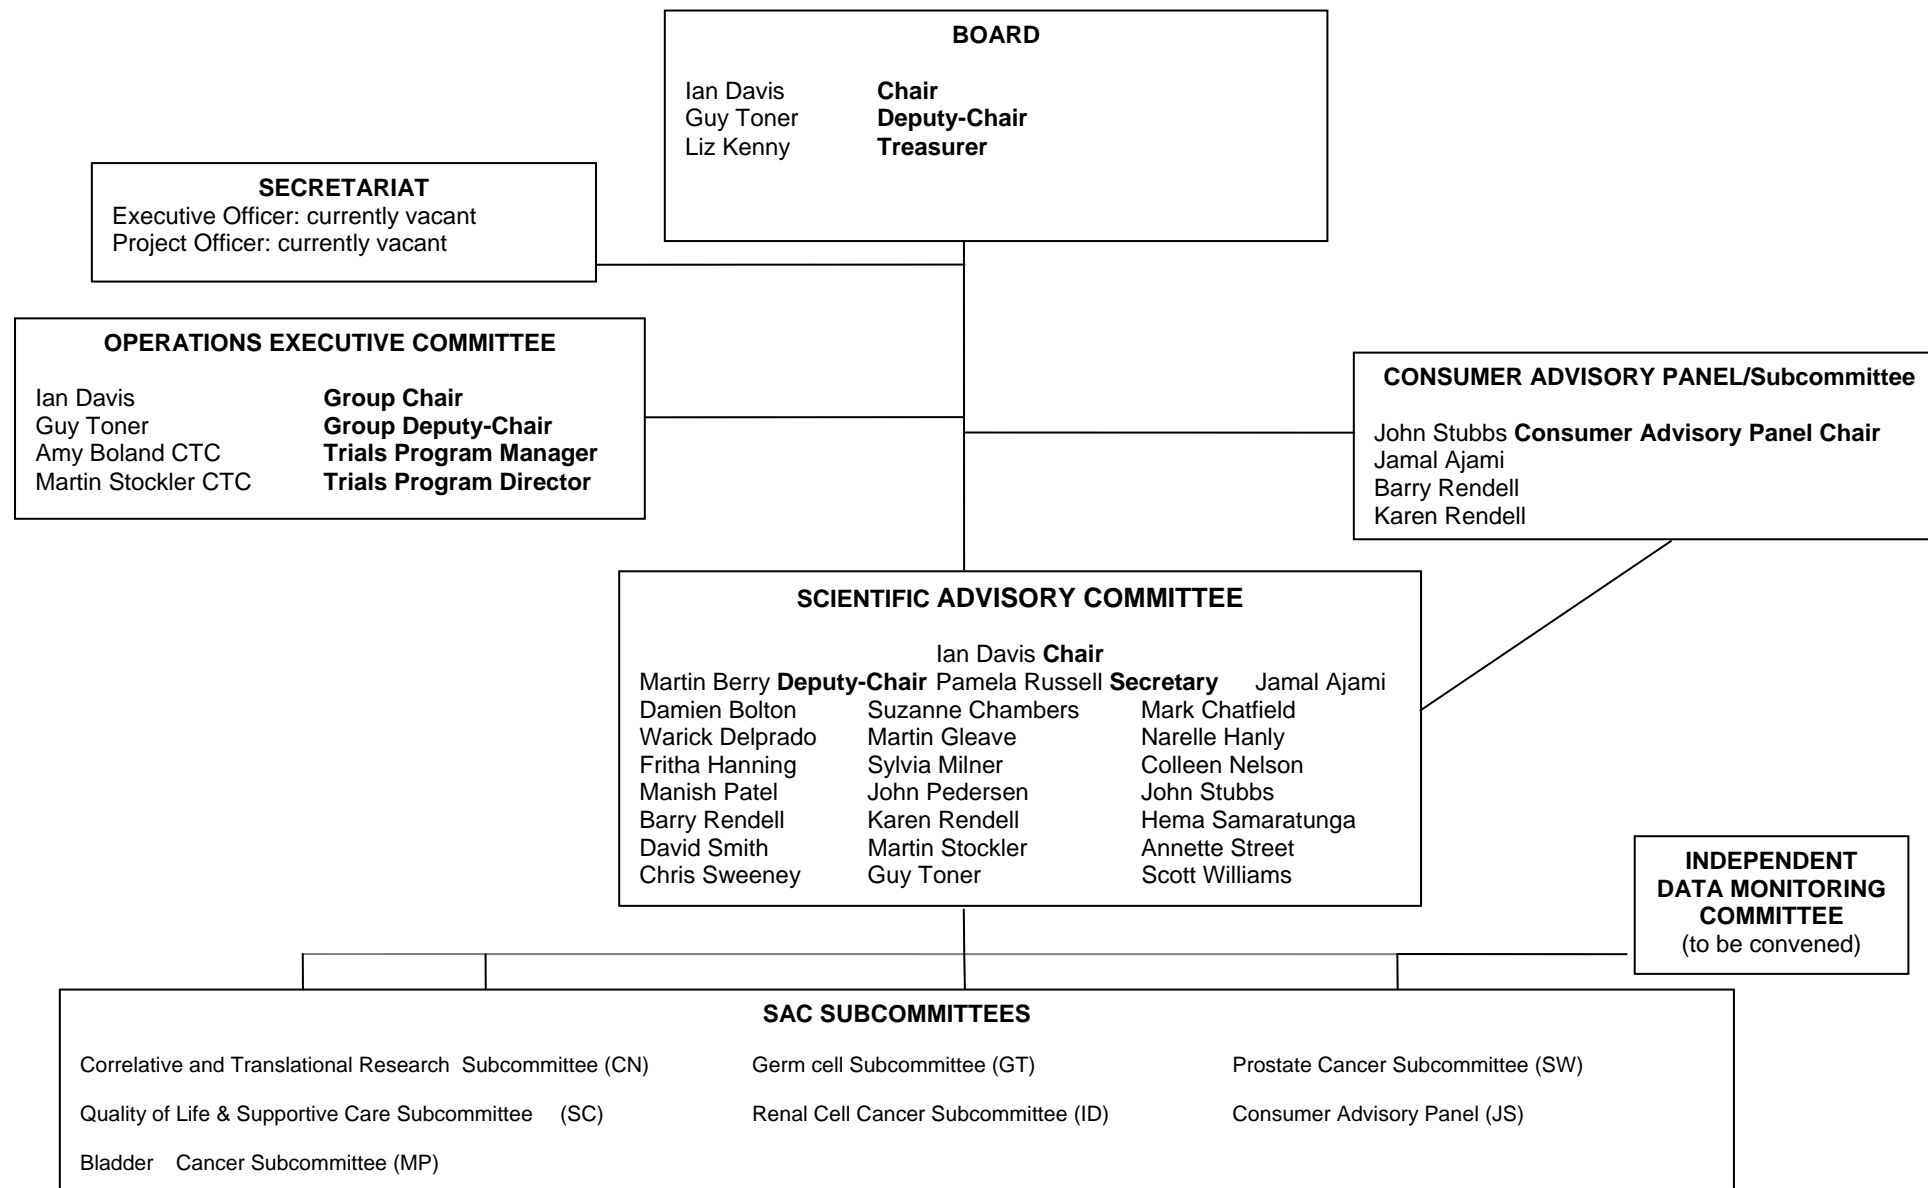 BOARD
Ian Davis Chair
Guy Toner Deputy-Chair
Liz Kenny Treasurer
SECRETARIAT
Executive Officer: currently vacant
Project Officer: currently vacant
OPERATIONS EXECUTIVE COMMITTEE
Ian Davis Group Chair
Guy Toner Group Deputy-Chair
Amy Boland CTC Trials Program Manager
Martin Stockler CTC Trials Program Director
CONSUMER ADVISORY PANEL/Subcommittee
John Stubbs Consumer Advisory Panel Chair
Jamal Ajami
Barry Rendell
Karen Rendell
SCIENTIFIC ADVISORY COMMITTEE
Ian Davis Chair
Martin Berry Deputy-Chair Pamela Russell Secretary Jamal Ajami
Damien Bolton Suzanne Chambers Mark Chatfield
Warick Delprado Martin Gleave Narelle Hanly
Fritha Hanning Sylvia Milner Colleen Nelson
Manish Patel John Pedersen John Stubbs
Barry Rendell Karen Rendell Hema Samaratunga
David Smith Martin Stockler Annette Street
Chris Sweeney Guy Toner Scott Williams
INDEPENDENT
DATA MONITORING
COMMITTEE
(to be convened)
SAC SUBCOMMITTEES
Correlative and Translational Research Subcommittee (CN) Germ cell Subcommittee (GT) Prostate Cancer Subcommittee (SW)
Quality of Life & Supportive Care Subcommittee (SC) Renal Cell Cancer Subcommittee (ID) Consumer Advisory Panel (JS)
Bladder Cancer Subcommittee (MP)